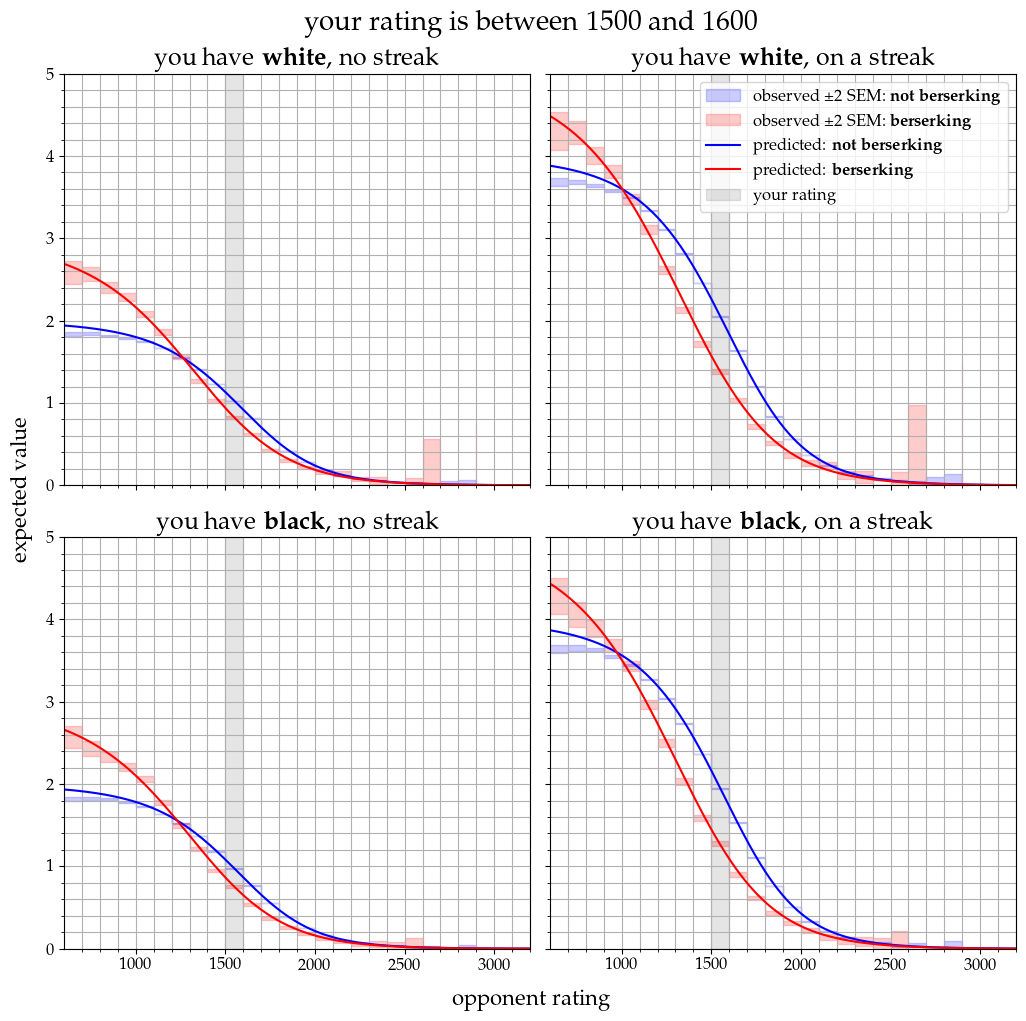 your rating is between 1500 and 1600
you have white, no streak
you have white, on a streak
5
4
3
2
1
0
observed ±2 SEM: not berserking
observed ±2 SEM: berserking
predicted: not berserking
predicted: berserking
your rating
expected value
you have black, no streak
you have black, on a streak
5
4
3
2
1
0
1000 1500 2000 2500 3000
1000 1500 2000 2500 3000
opponent rating